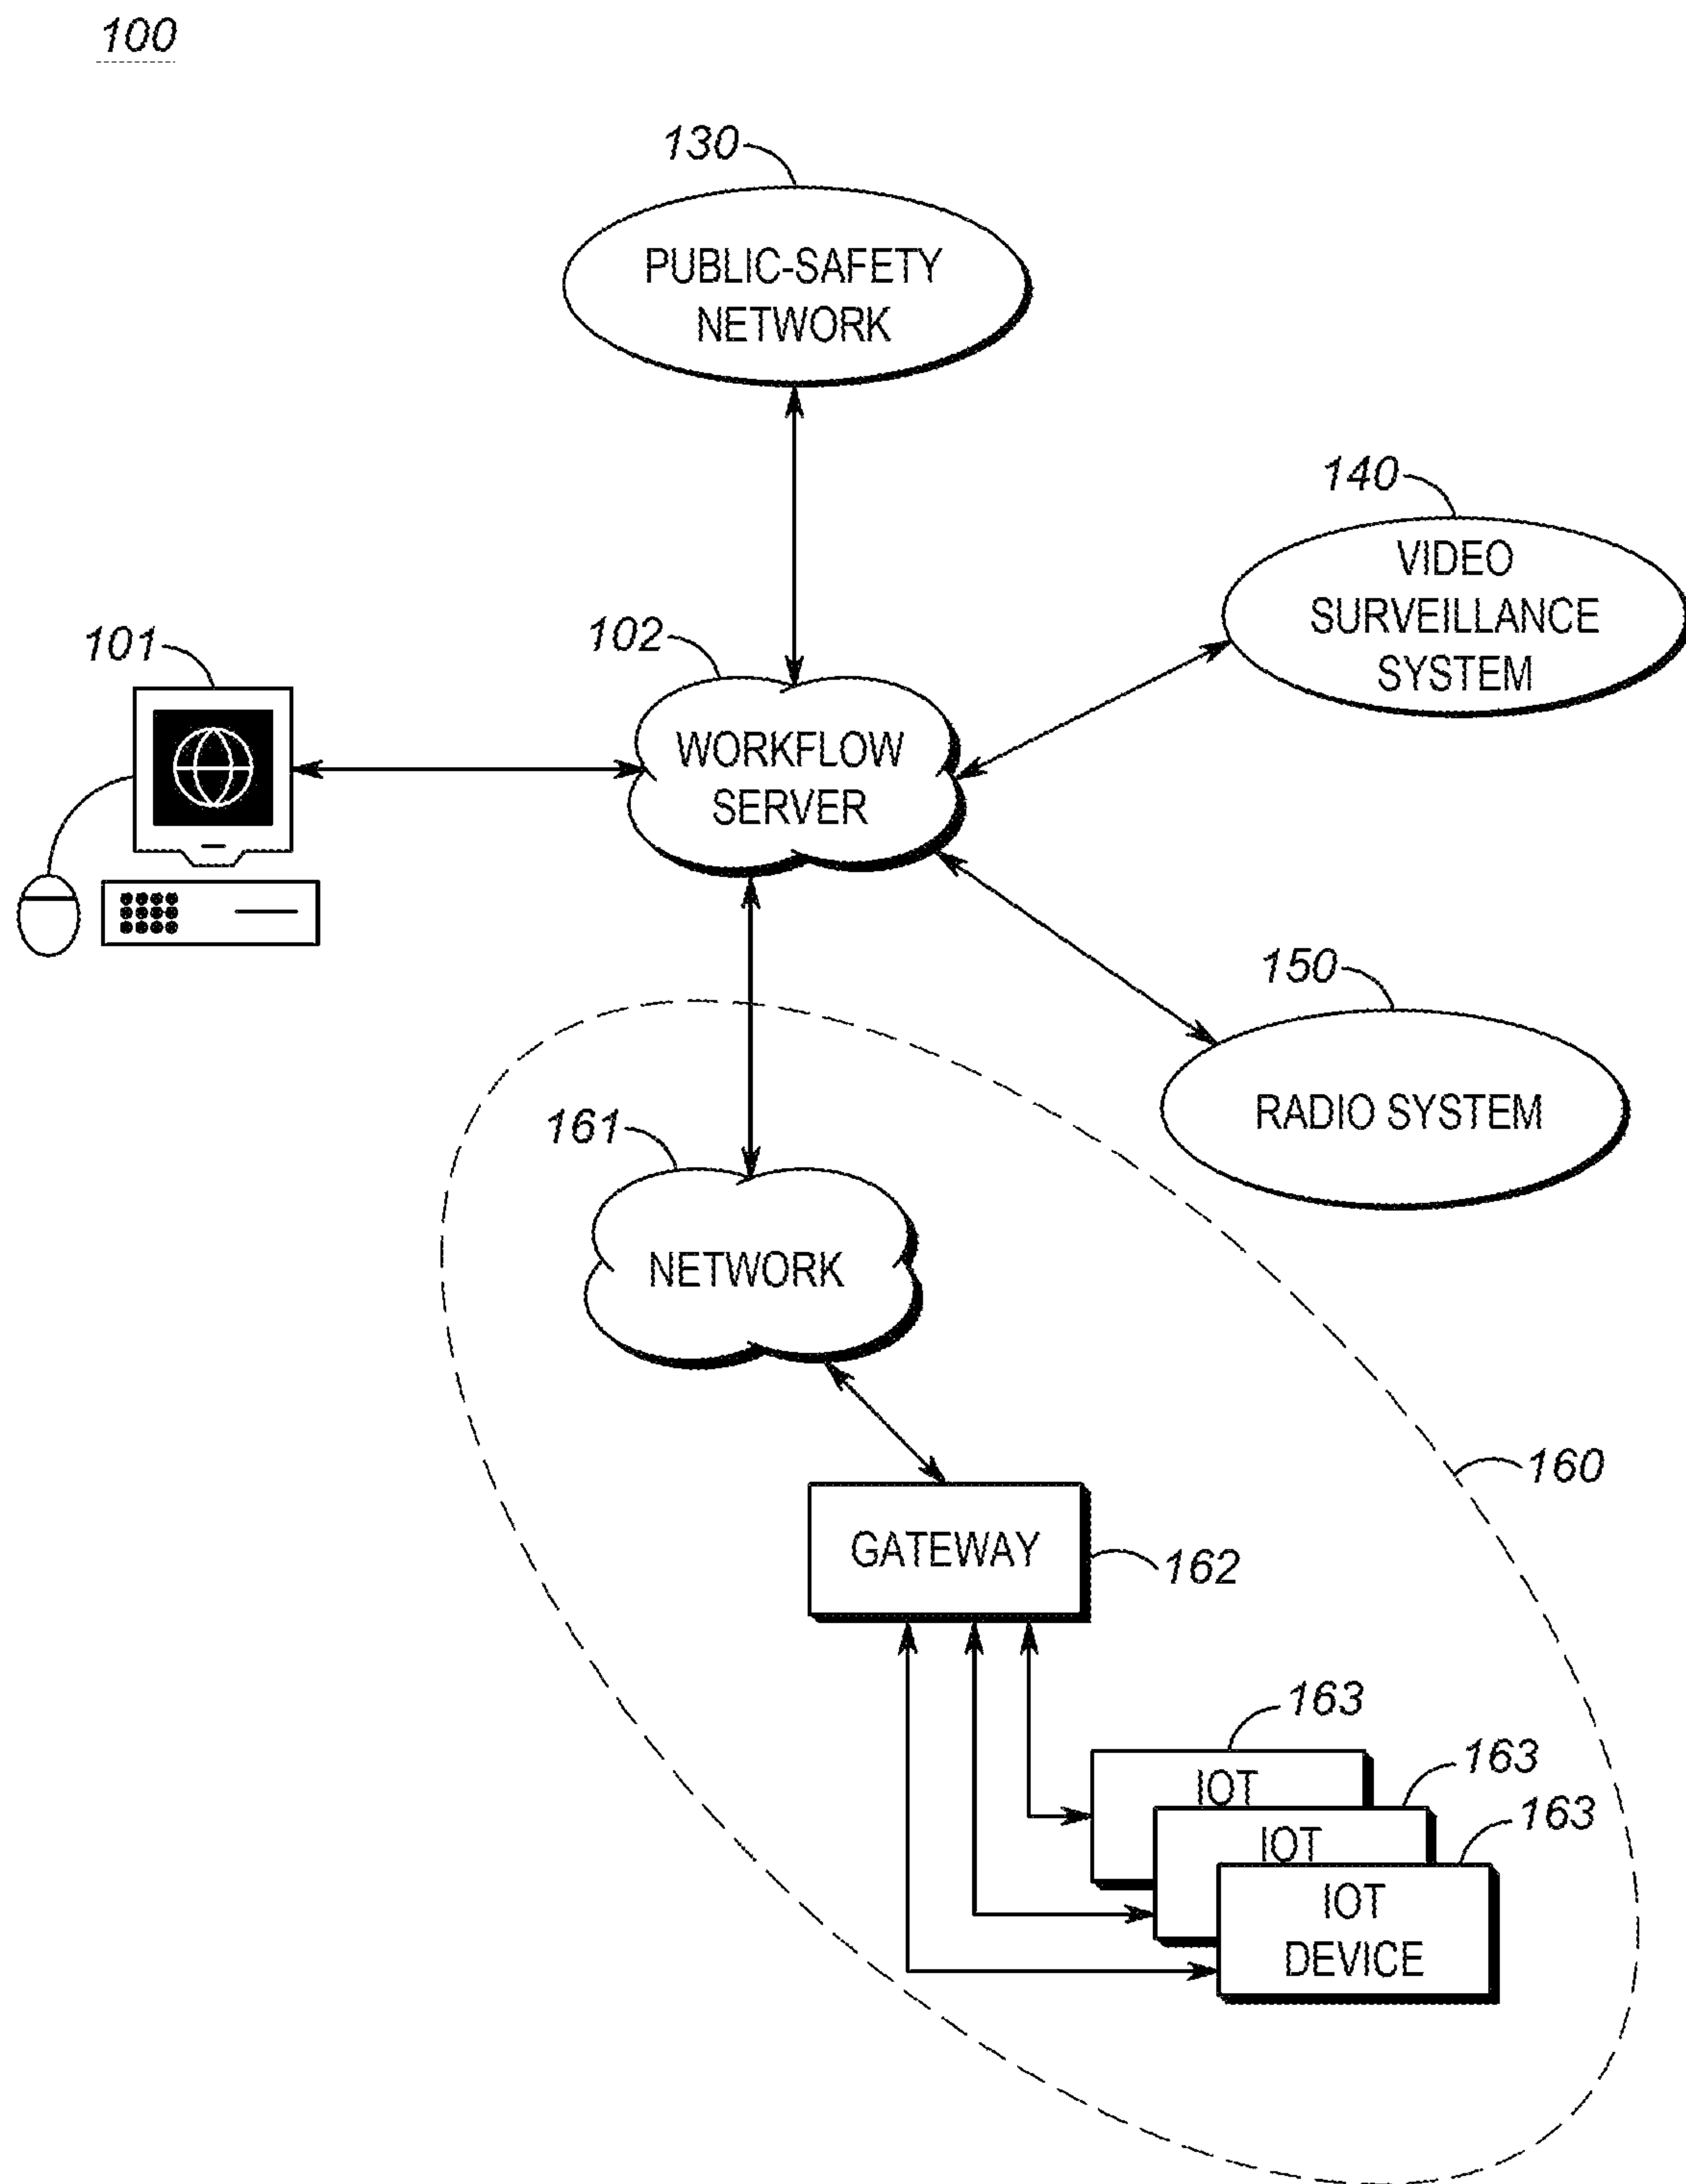 100
130
PUBLIC-SAFETY
NETWORK
140
VIDEO
SURVEILLANCE
SYSTEM
101
102
WORKFLOW
SERVER
150
RADIO SYSTEM
161
NETWORK
160
GATEWAY
162
163
IOT
163
IOT
163
IOT
DEVICE